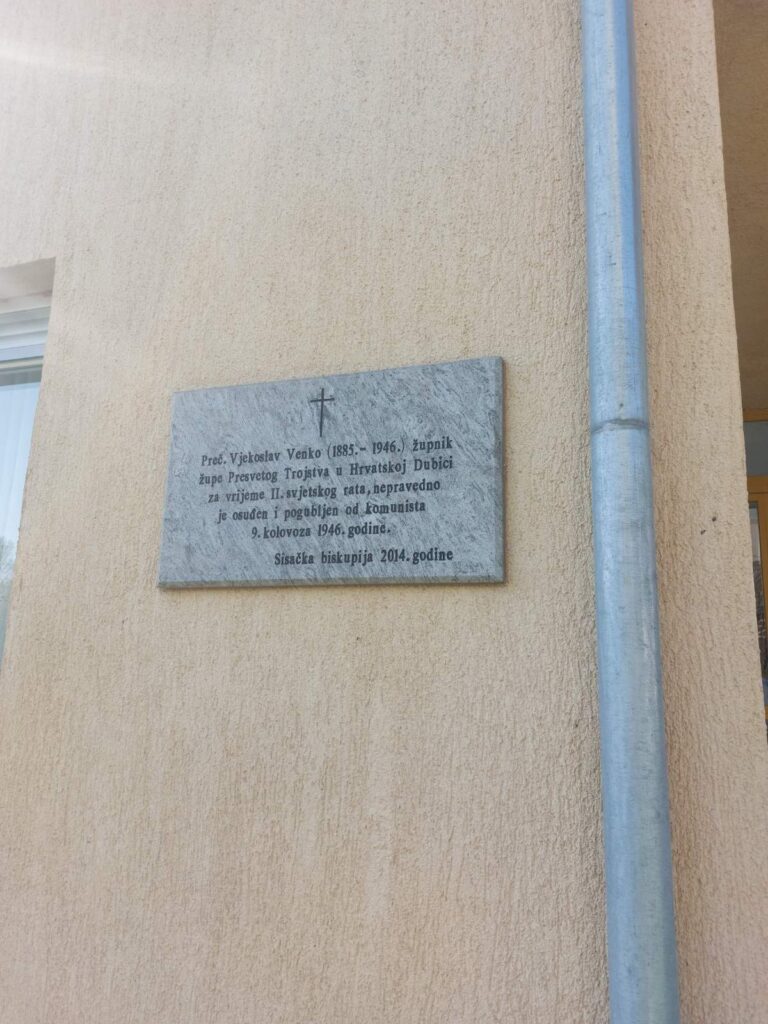 Preč. Vjekoslav Venko (1885.- 1946.) župnik
župe Presvetog Trojstva u Hrvatskoj Dubici
za vrijeme II. svjetskog rata, nepravedno
je osuđen i pogubljen od komunista
9. kolovoza 1946. godine.
Sisačka biskupija 2014. godine